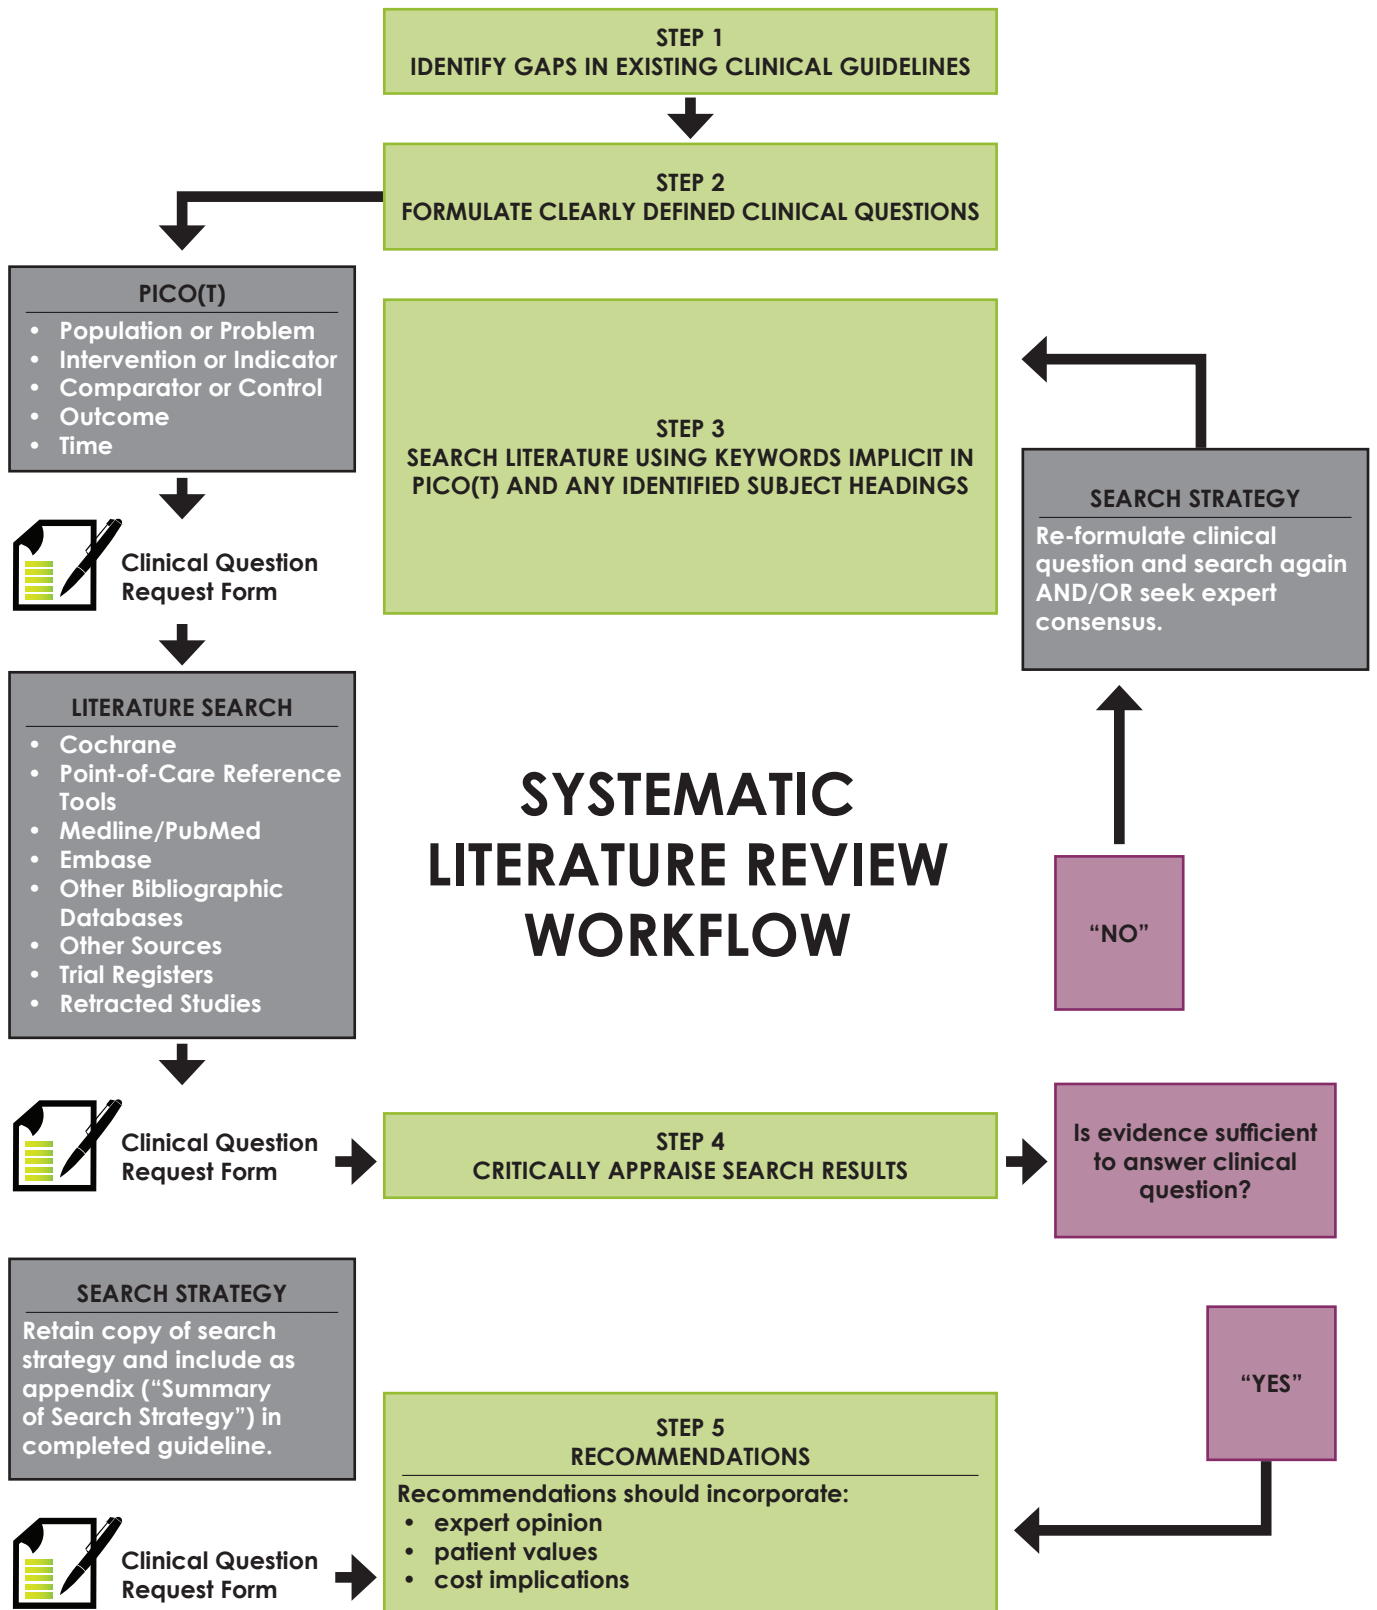 STEP 1
IDENTIFY GAPS IN EXISTING CLINICAL GUIDELINES
STEP 2
FORMULATE CLEARLY DEFINED CLINICAL QUESTIONS
PICO(T)
• Population or Problem
• Intervention or Indicator
• Comparator or Control
• Outcome
• Time
Clinical Question
Request Form
STEP 3
SEARCH LITERATURE USING KEYWORDS IMPLICIT IN
PICO(T) AND ANY IDENTIFIED SUBJECT HEADINGS
SEARCH STRATEGY
Re-formulate clinical
question and search again
AND/OR seek expert
consensus.
LITERATURE SEARCH
• Cochrane
• Point-of-Care Reference
Tools
• Medline/PubMed
• Embase
• Other Bibliographic
Databases
• Other Sources
• Trial Registers
• Retracted Studies
SYSTEMATIC
LITERATURE REVIEW
WORKFLOW
“NO”
Clinical Question
Request Form
STEP 4
CRITICALLY APPRAISE SEARCH RESULTS
Is evidence sufficient
to answer clinical
question?
SEARCH STRATEGY
Retain copy of search
strategy and include as
appendix (“Summary
of Search Strategy”) in
completed guideline.
“YES”
STEP 5
RECOMMENDATIONS
Recommendations should incorporate:
• expert opinion
• patient values
• cost implications
Clinical Question
Request Form